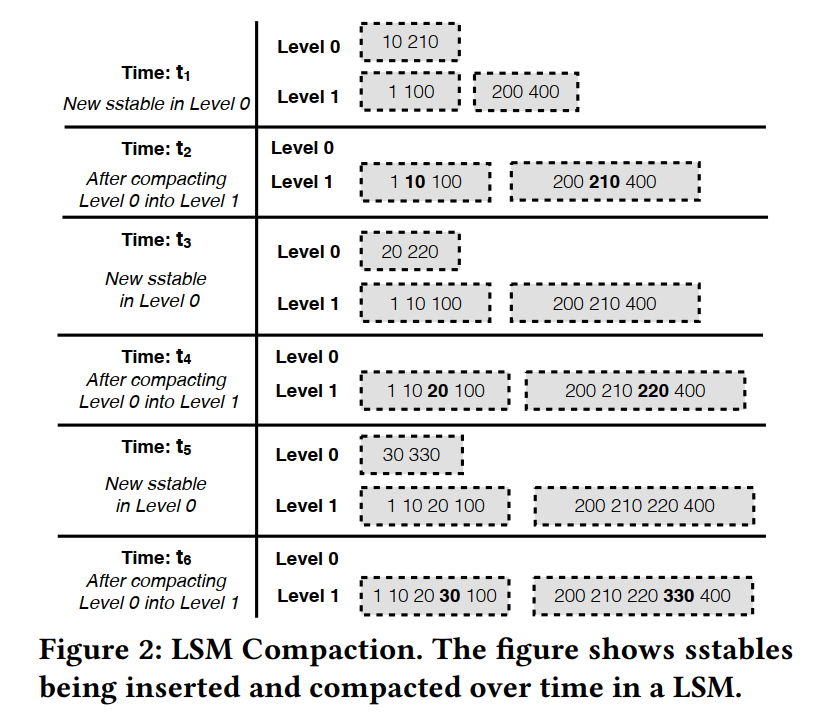 Time: t1
New sstable in Level 0
Level 0
10 210
Level 1
1 100
200 400
Time: t2
After compacting
Level 0 into Level 1
Level 0
Level 1
1 10 100
200 210 400
Time: t3
New sstable
in Level 0
Level 0
20 220
Level 1
1 10 100
200 210 400
Time: t4
After compacting
Level 0 into Level 1
Level 0
Level 1
1 10 20 100
200 210 220 400
Time: t5
New sstable
in Level 0
Level 0
30 330
Level 1
1 10 20 100
200 210 220 400
Time: t6
After compacting
Level 0 into Level 1
Level 0
Level 1
1 10 20 30 100
200 210 220 330 400
Figure 2: LSM Compaction. The figure shows sstables
being inserted and compacted over time in a LSM.